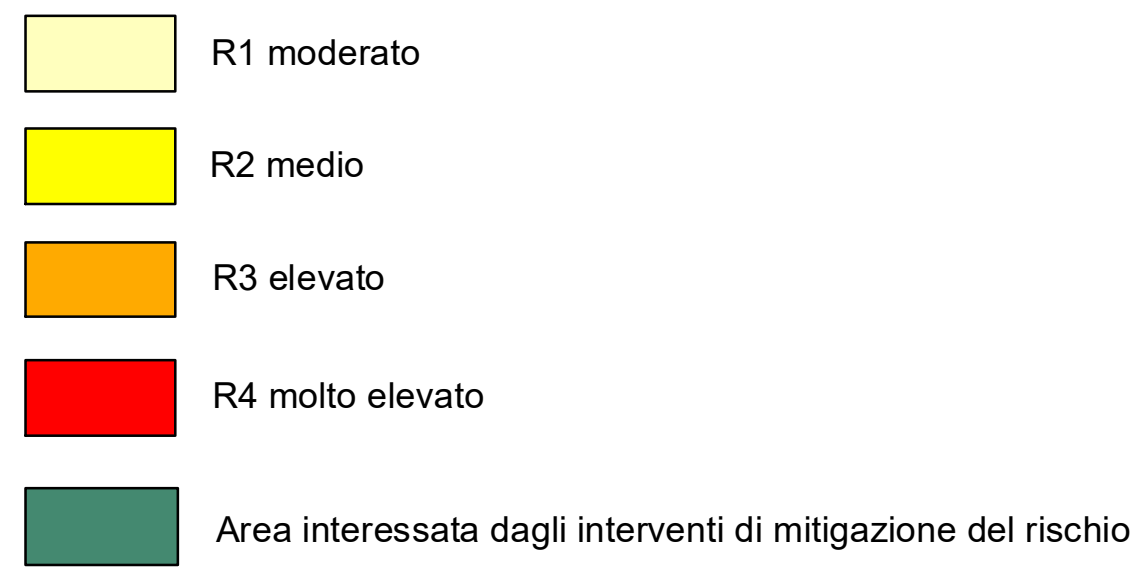 R1 moderato
R2 medio
R3 elevato
R4 molto elevato
Area interessata dagli interventi di mitigazione del rischio